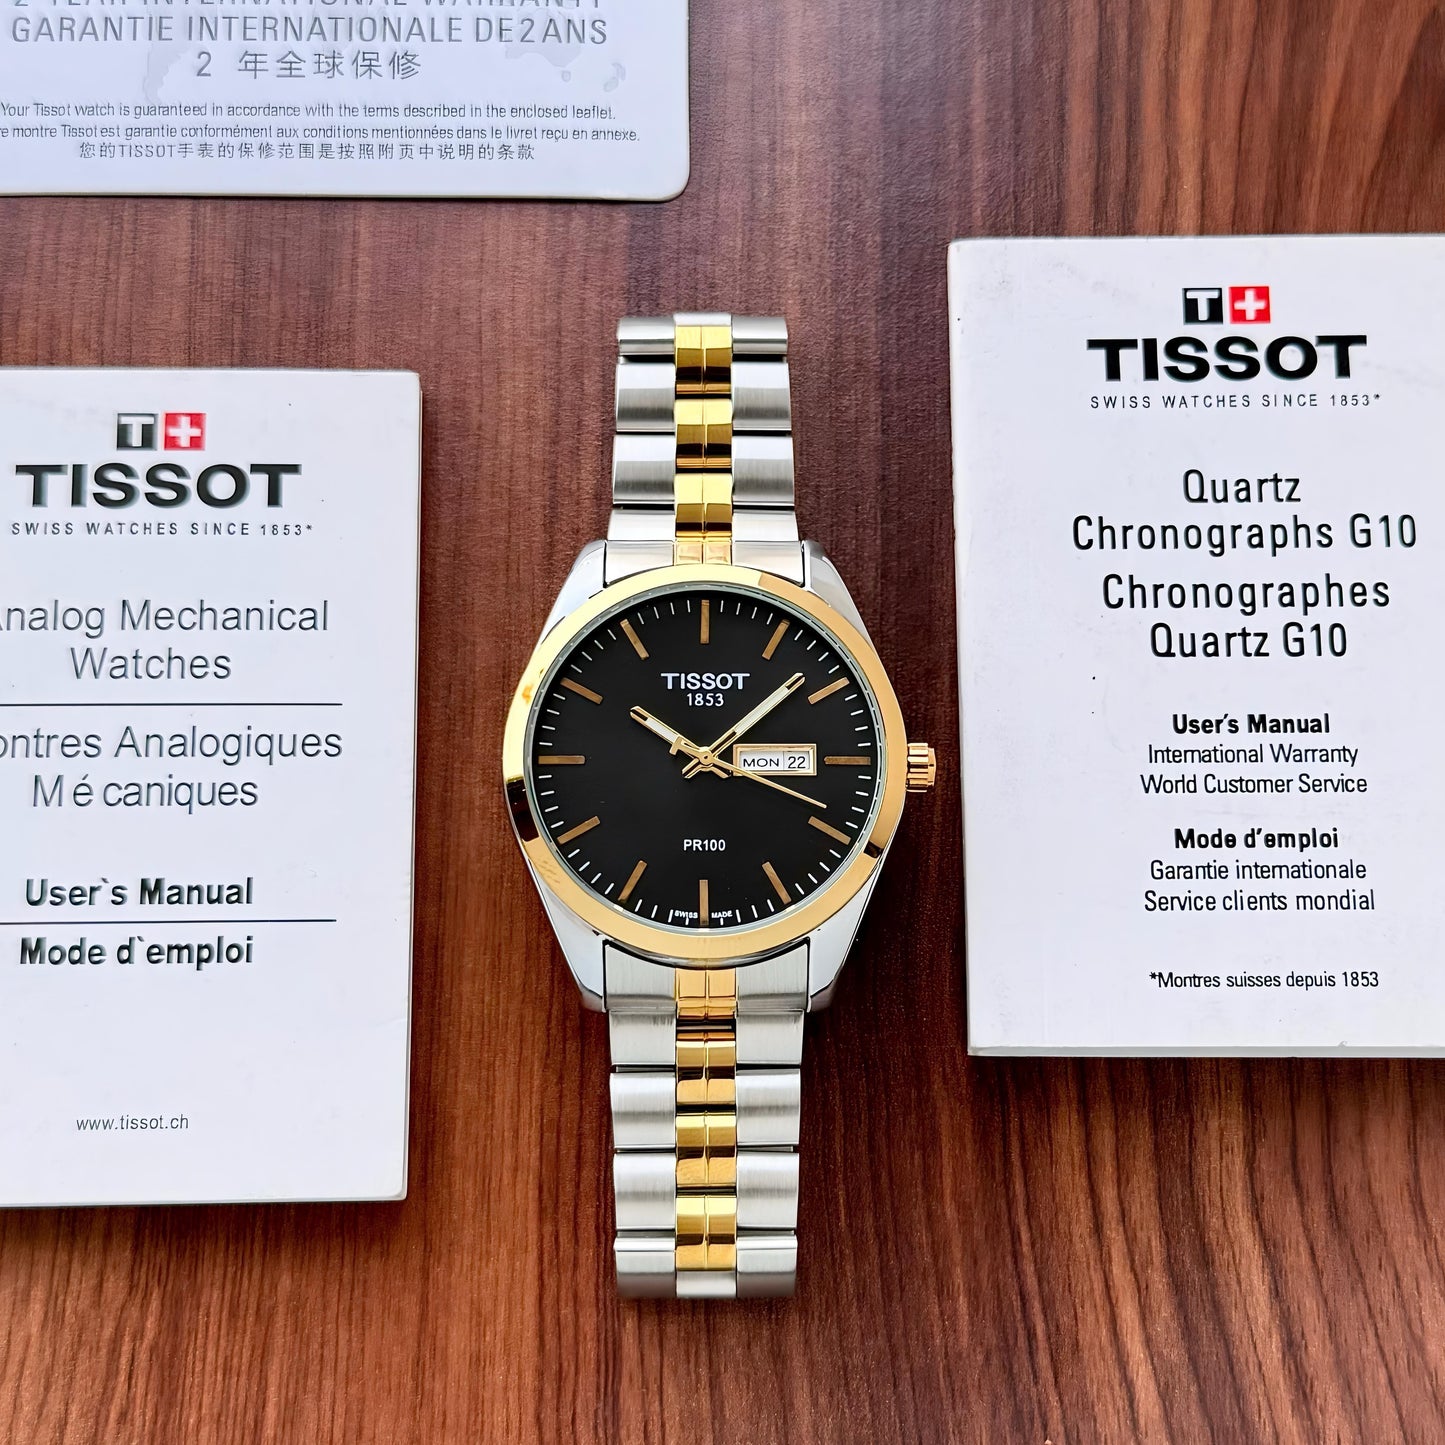 2 YEAR INTERNATIONAL WARRANTY
GARANTIE INTERNATIONALE DE 2 ANS
2 年全球保修
Your Tissot watch is guaranteed in accordance with the terms described in the enclosed leaflet.
re montre Tissot est garantie conformément aux conditions mentionnées dans le livret reçu en annexe.
您的TISSOT手表的保修范围是按照附页中说明的条款
T+
TISSOT
SWISS WATCHES SINCE 1853*
Analog Mechanical
Watches
ontres Analogiques
Mécaniques
User`s Manual
Mode d`emploi
www.tissot.ch
TISSOT
1853
MON 22
PR100
SWISS MADE
T+
TISSOT
SWISS WATCHES SINCE 1853*
Quartz
Chronographs G10
Chronographes
Quartz G10
User's Manual
International Warranty
World Customer Service
Mode d'emploi
Garantie internationale
Service clients mondial
*Montres suisses depuis 1853